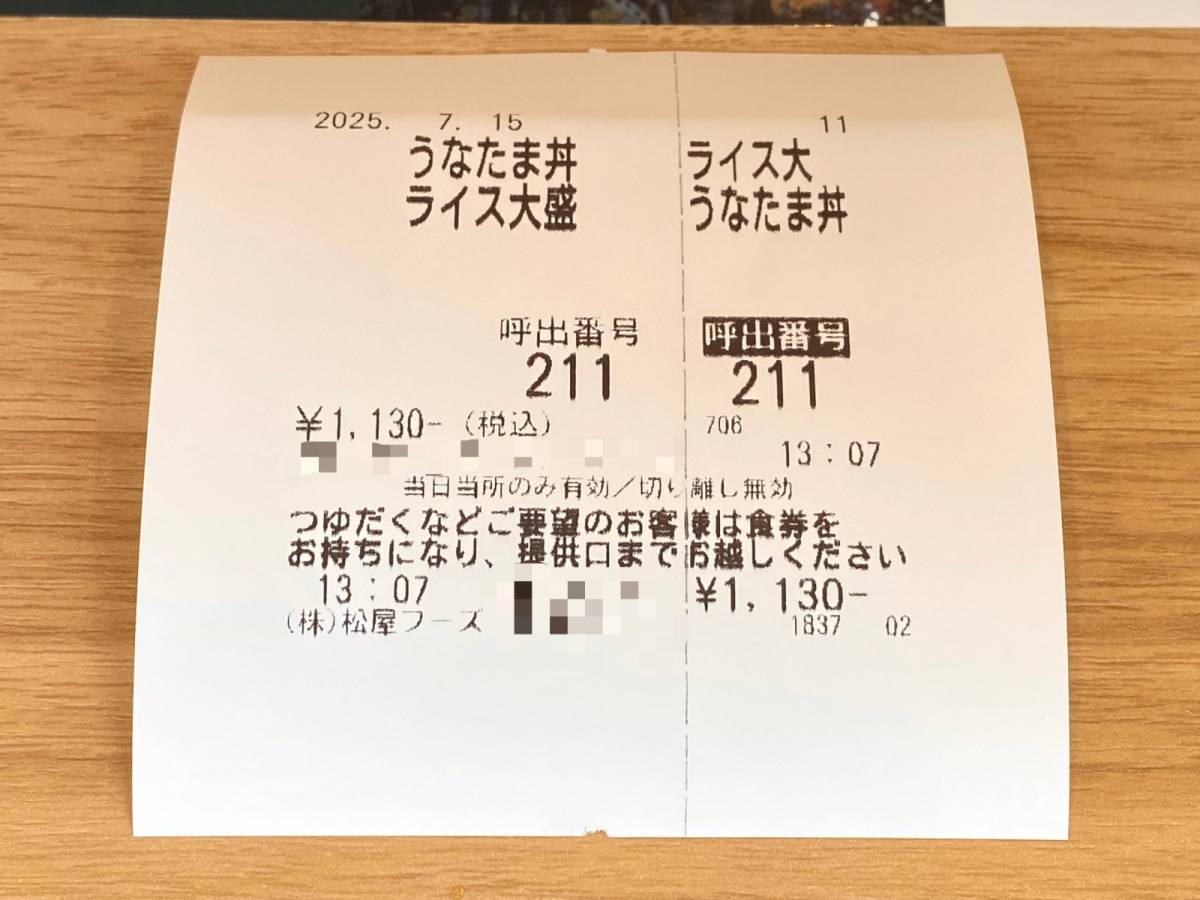 2025. 7. 15 11
うなたま丼 ライス大
ライス大盛 うなたま丼
呼出番号 呼出番号
211 211
¥1,130-(税込) 706
13:07
当日当所のみ有効/切り離し無効
つゆだくなどご要望のお客様は食券を
お持ちになり、提供口までお越しください
13:07 ¥1,130-
(株)松屋フーズ 1837 02